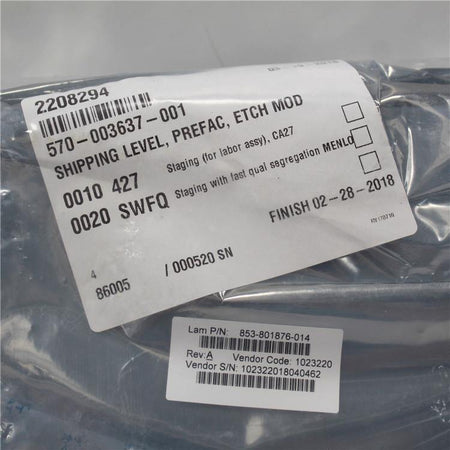 2208294
570-003637-001
SHIPPING LEVEL, PREFAC, ETCH MOD
0010 427 Staging (for labor assy), CA27
0020 SWFQ Staging with last qual segregation MENLO
FINISH 02-28-2018
4
86005 / 000520 SN
Lam P/N: 853-801876-014
Rev: A Vendor Code: 1023220
Vendor S/N: 102322018040462